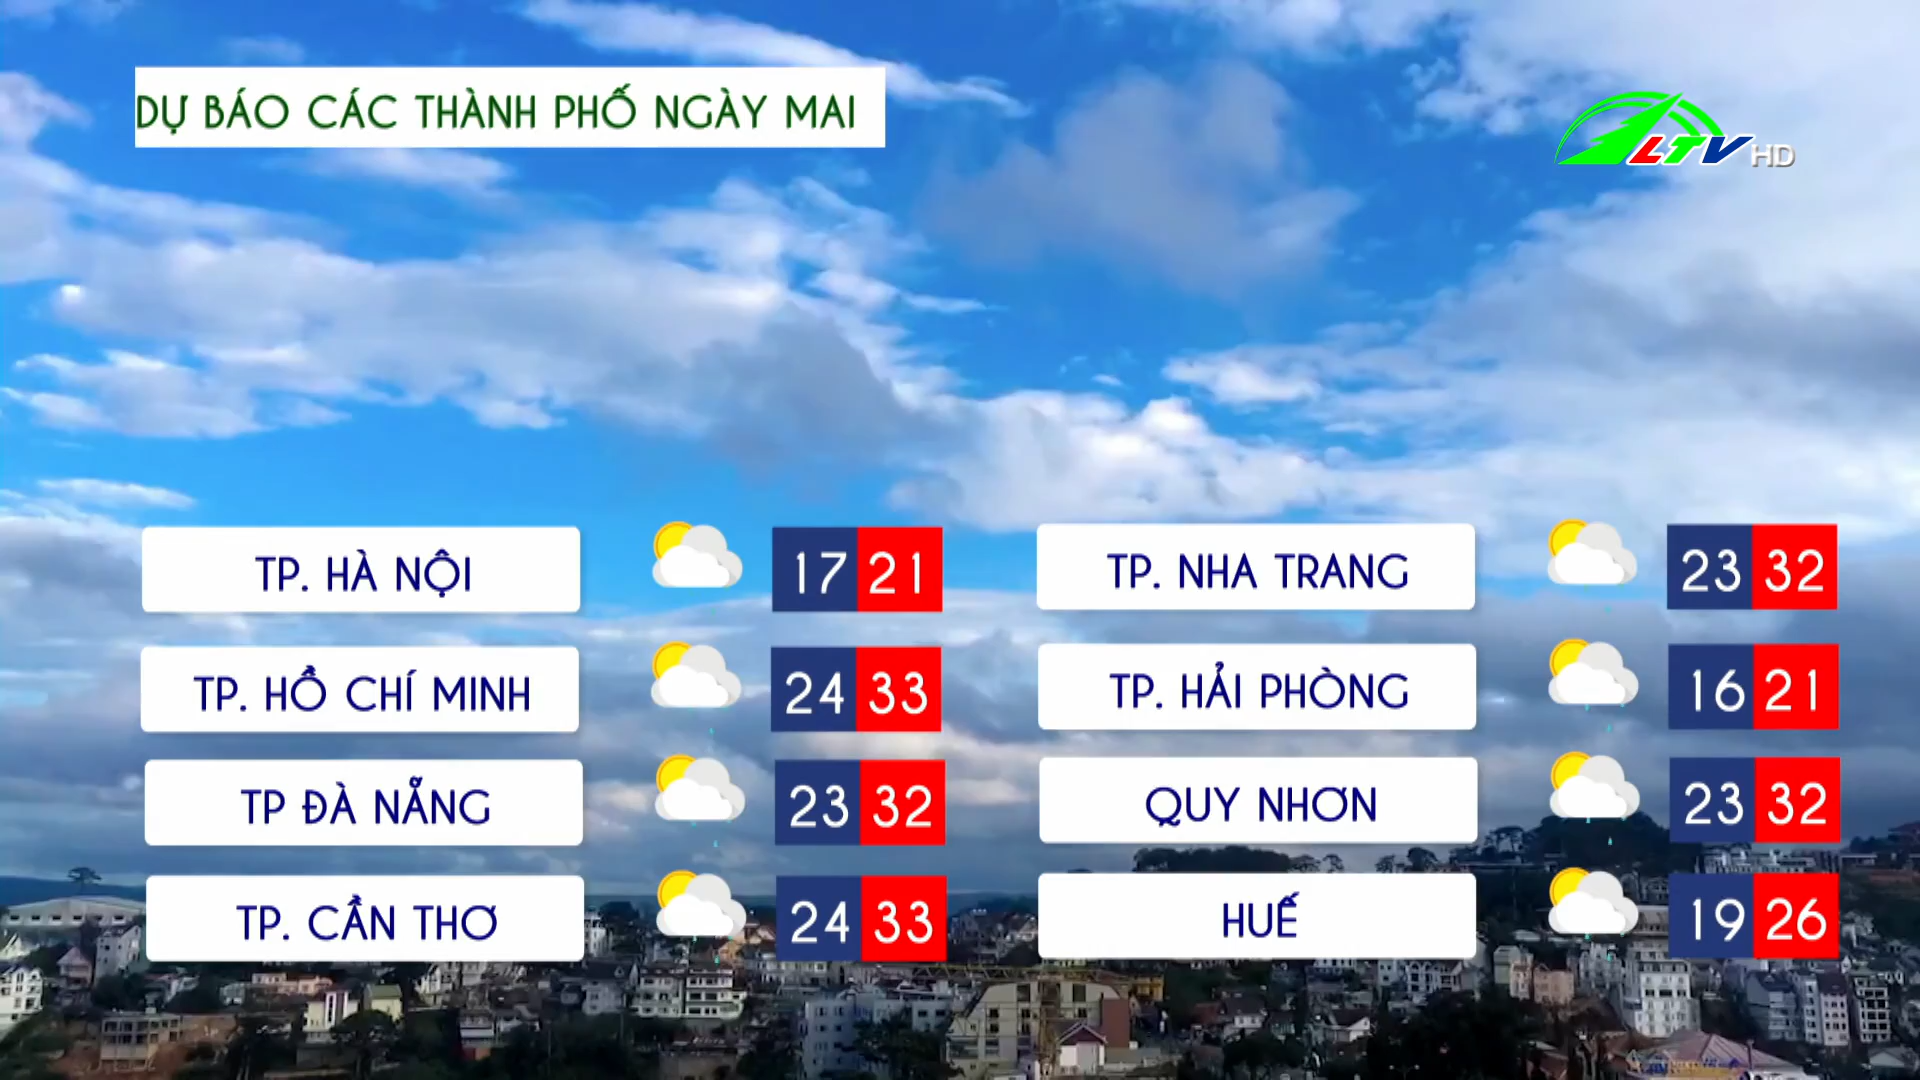 DỰ BÁO CÁC THÀNH PHỐ NGÀY MAI
LTV HD
TP. HÀ NỘI 17 21
TP. HỒ CHÍ MINH 24 33
TP ĐÀ NẴNG 23 32
TP. CẦN THƠ 24 33
TP. NHA TRANG 23 32
TP. HẢI PHÒNG 16 21
QUY NHƠN 23 32
HUẾ 19 26